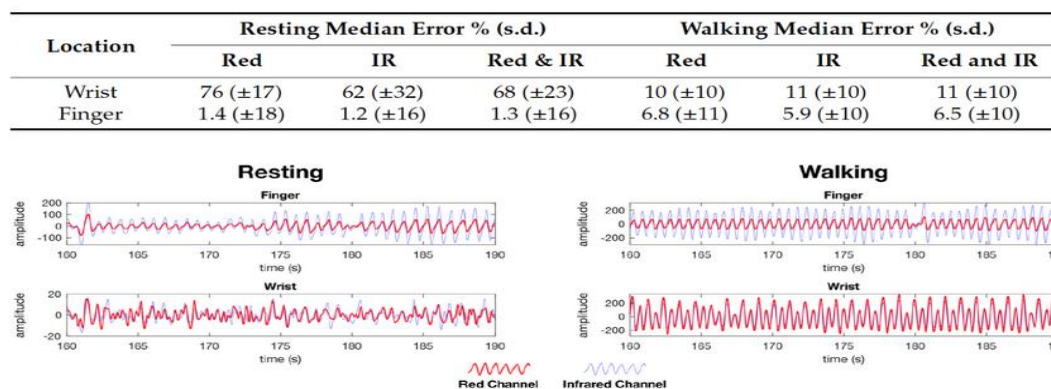 Location Resting Median Error % (s.d.) Walking Median Error % (s.d.)
Red IR Red & IR Red IR Red and IR
Wrist 76 (±17) 62 (±32) 68 (±23) 10 (±10) 11 (±10) 11 (±10)
Finger 1.4 (±18) 1.2 (±16) 1.3 (±16) 6.8 (±11) 5.9 (±10) 6.5 (±10)
Resting
Finger
amplitude
200
100
0
-100
160 165 170 175 180 185 190
time (s)
Wrist
amplitude
20
0
-20
160 165 170 175 180 185 190
time (s)
Walking
Finger
amplitude
200
0
-200
160 165 170 175 180 185
time (s)
Wrist
amplitude
200
0
-200
160 165 170 175 180 185
time (s)
Red Channel Infrared Channel